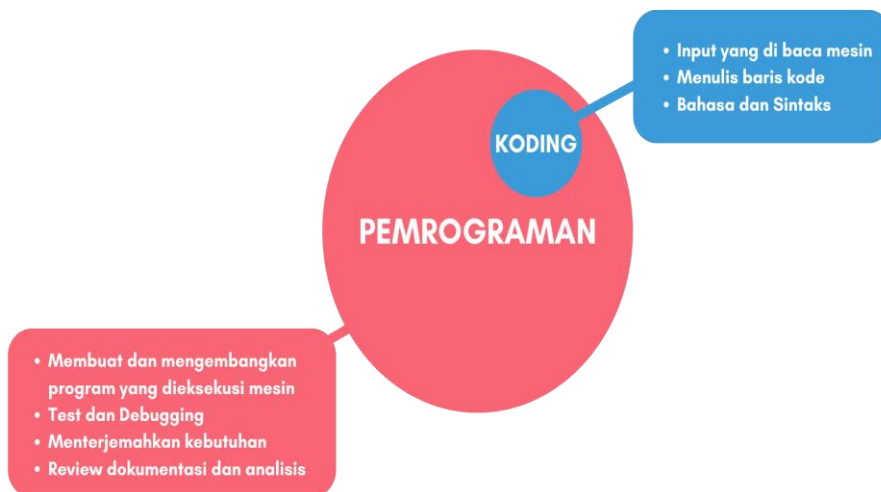 • Input yang di baca mesin
• Menulis baris kode
• Bahasa dan Sintaks
KODING
PEMROGRAMAN
• Membuat dan mengembangkan
program yang dieksekusi mesin
• Test dan Debugging
• Menterjemahkan kebutuhan
• Review dokumentasi dan analisis